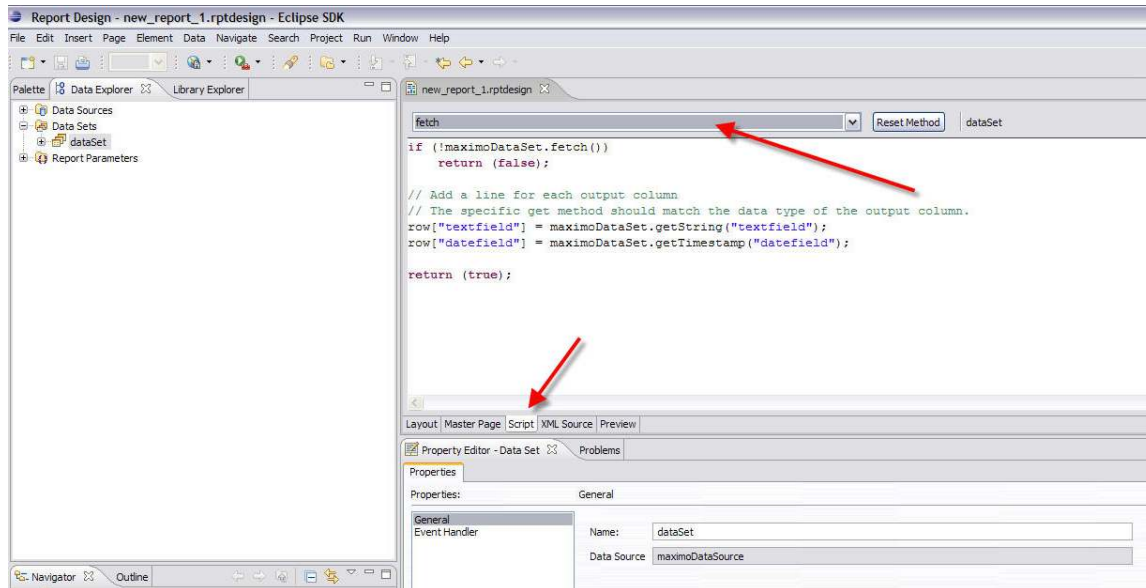 Report Design - new_report_1.rptdesign - Eclipse SDK
File Edit Insert Page Element Data Navigate Search Project Run Window Help
Palette Data Explorer Library Explorer
Data Sources
Data Sets
dataSet
Report Parameters
new_report_1.rptdesign
fetch Reset Method dataSet
if (!maximoDataSet.fetch())
    return (false);
// Add a line for each output column
// The specific get method should match the data type of the output column.
row["textfield"] = maximoDataSet.getString("textfield");
row["datefield"] = maximoDataSet.getTimestamp("datefield");
return (true);
Layout Master Page Script XML Source Preview
Property Editor - Data Set Problems
Properties
Properties: General
General
Event Handler
Name: dataSet
Data Source maximoDataSource
Navigator Outline